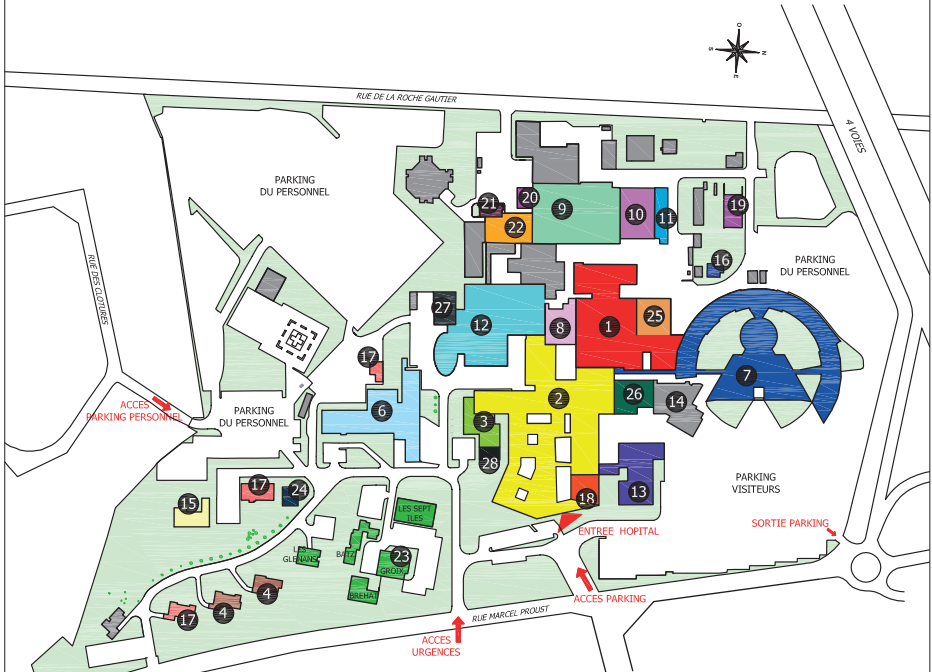 O
S
N
E
RUE DE LA ROCHE GAUTIER
4 VOIES
PARKING
DU PERSONNEL
21
20
9
10
11
19
22
16
PARKING
DU PERSONNEL
RUE DES CLOTURES
27
12
8
1
25
17
7
ACCES
PARKING PERSONNEL
PARKING
DU PERSONNEL
6
2
26
14
3
28
PARKING
VISITEURS
15
17
24
13
18
LES SEPT
ILES
ENTREE HOPITAL
SORTIE PARKING
LES
GLENANS
BATZ
23
GROIX
BREHAT
4
4
17
ACCES PARKING
RUE MARCEL PROUST
ACCES
URGENCES